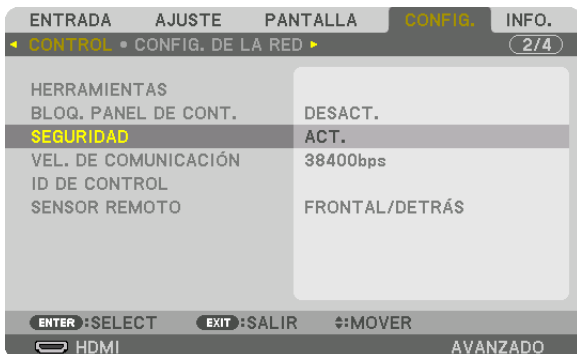 ENTRADA AJUSTE PANTALLA CONFIG. INFO.
CONTROL • CONFIG. DE LA RED 2/4
HERRAMIENTAS
BLOQ. PANEL DE CONT. DESACT.
SEGURIDAD ACT.
VEL. DE COMUNICACIÓN 38400bps
ID DE CONTROL
SENSOR REMOTO FRONTAL/DETRÁS
ENTER :SELECT EXIT :SALIR :MOVER
HDMI AVANZADO